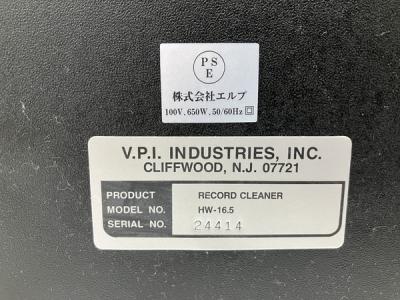 PS
E
株式会社エルプ
100V, 650W, 50/60Hz
V.P.I. INDUSTRIES, INC.
CLIFFWOOD, N.J. 07721
PRODUCT RECORD CLEANER
MODEL NO. HW-16.5
SERIAL NO. 24414